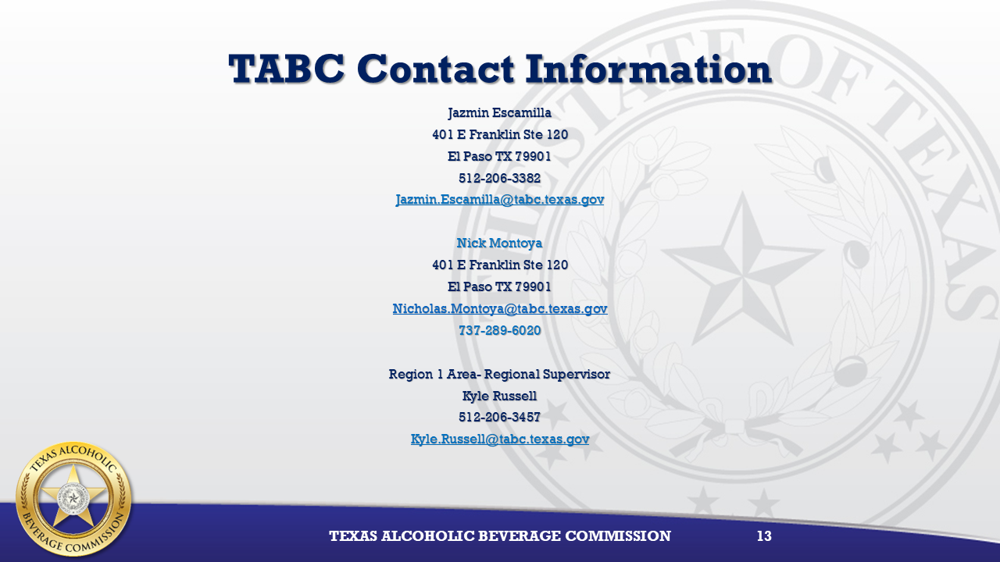 TABC Contact Information
Jazmin Escamilla
401 E Franklin Ste 120
El Paso TX 79901
512-206-3382
Jazmin.Escamilla@tabc.texas.gov
Nick Montoya
401 E Franklin Ste 120
El Paso TX 79901
Nicholas.Montoya@tabc.texas.gov
737-289-6020
Region 1 Area- Regional Supervisor
Kyle Russell
512-206-3457
Kyle.Russell@tabc.texas.gov
THE STATE OF TEXAS
TEXAS ALCOHOLIC
BEVERAGE COMMISSION
TEXAS ALCOHOLIC BEVERAGE COMMISSION
13